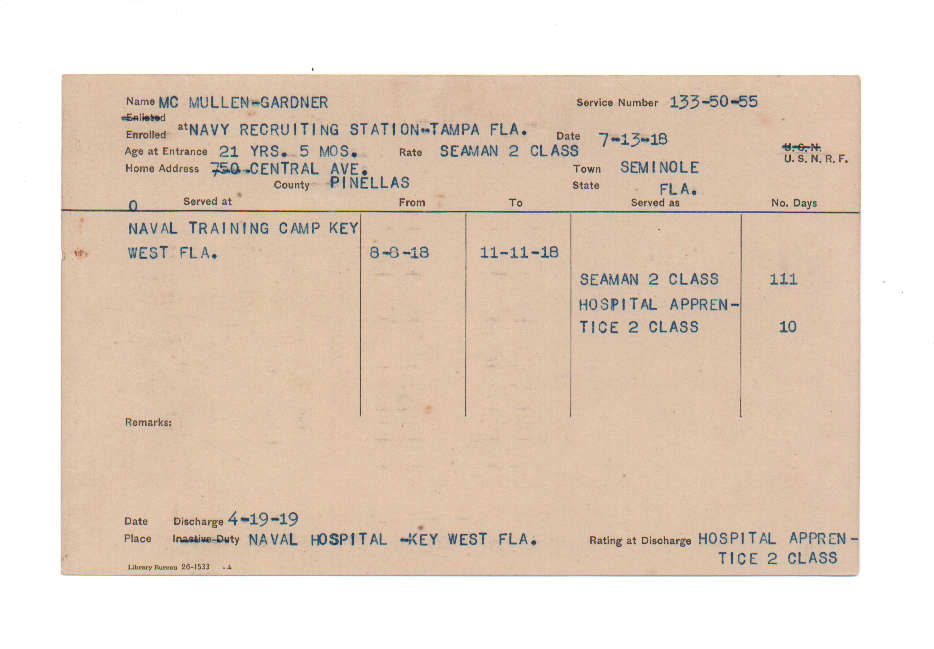 Name MC MULLEN-GARDNER Service Number 133-50-55
Enlisted
Enrolled at NAVY RECRUITING STATION-TAMPA FLA. Date 7-13-18
Age at Entrance 21 YRS. 5 MOS. Rate SEAMAN 2 CLASS U.S.N.
U. S. N. R. F.
Home Address 750 CENTRAL AVE. Town SEMINOLE
County PINELLAS State FLA.
O Served at From To Served as No. Days
NAVAL TRAINING CAMP KEY
WEST FLA. 8-8-18 11-11-18
SEAMAN 2 CLASS 111
HOSPITAL APPREN-
TICE 2 CLASS 10
Remarks:
Date Discharge 4-19-19
Place Inactive Duty NAVAL HOSPITAL -KEY WEST FLA. Rating at Discharge HOSPITAL APPREN-
TICE 2 CLASS
Library Bureau 26-1533